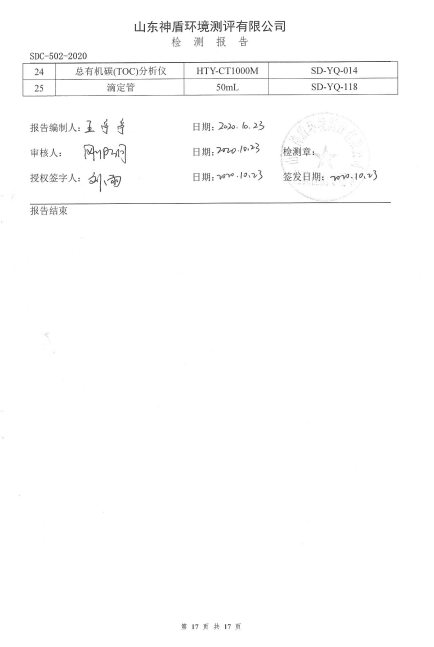 山东神盾环境测评有限公司
检 测 报 告
SDC-502-2020
24 总有机碳(TOC)分析仪 HTY-CT1000M SD-YQ-014
25 滴定管 50mL SD-YQ-118
报告编制人: 日期: 2020.10.23
审核人: 日期: 2020.10.23 检测章:
授权签字人: 日期: 2020.10.23 签发日期: 2020.10.23
报告结束
第 17 页 共 17 页